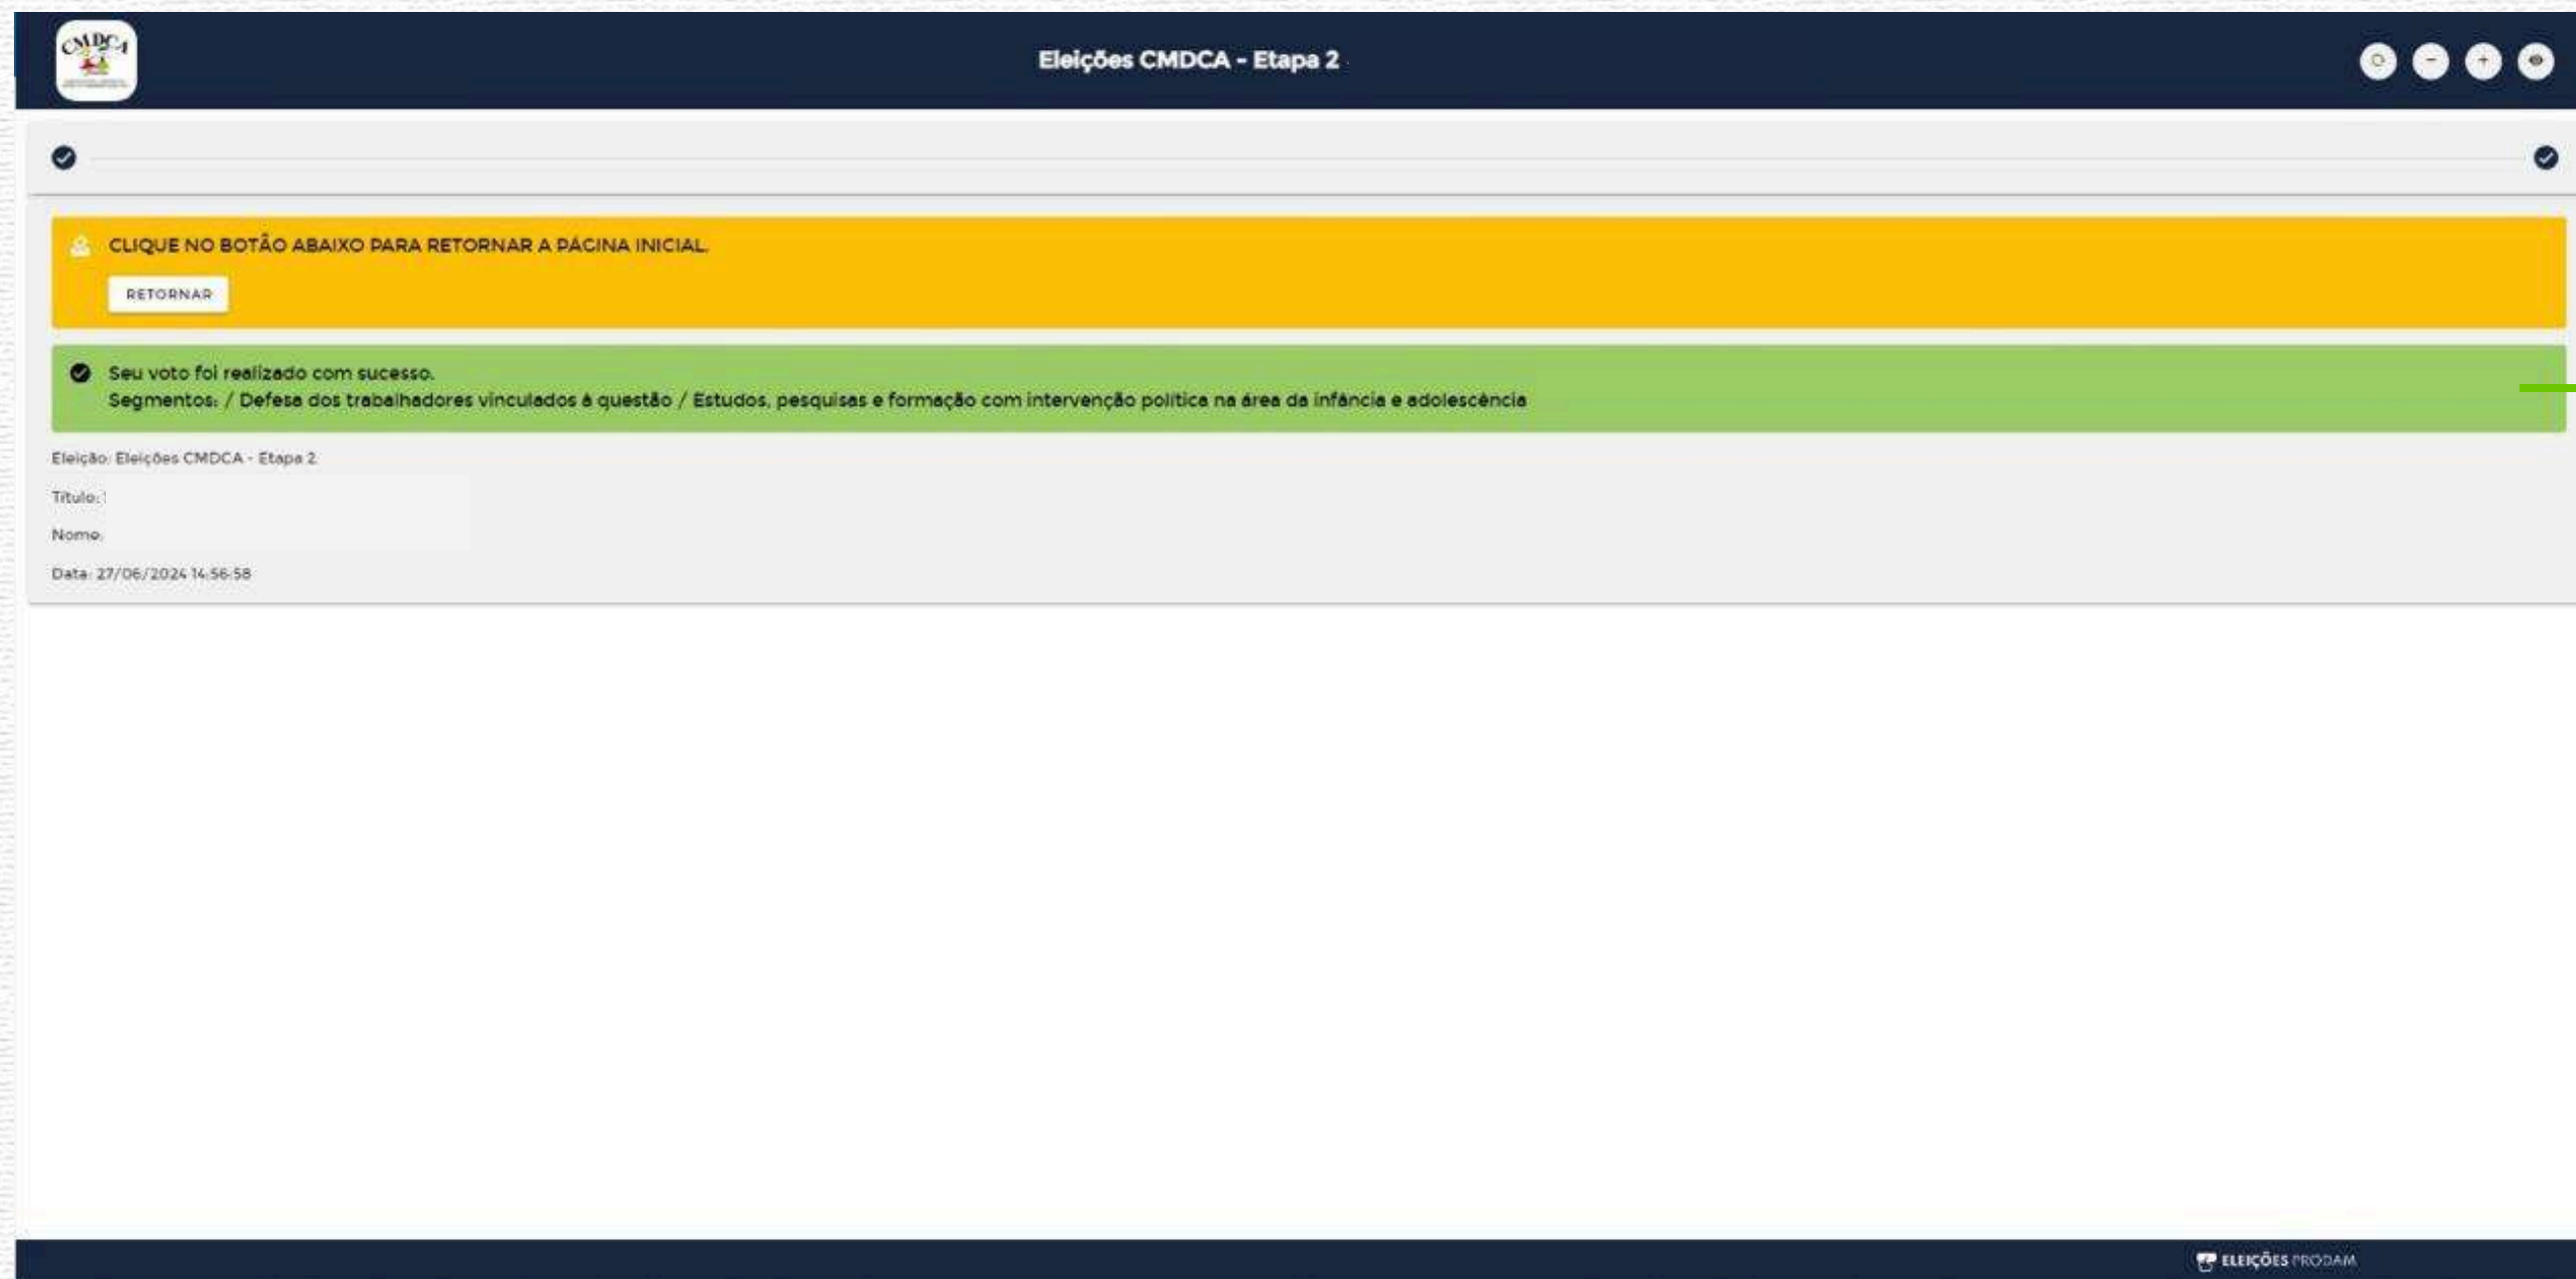 CMDCA
Eleições CMDCA - Etapa 2
CLIQUE NO BOTÃO ABAIXO PARA RETORNAR A PÁGINA INICIAL.
RETORNAR
Seu voto foi realizado com sucesso.
Segmentos: / Defesa dos trabalhadores vinculados à questão / Estudos, pesquisas e formação com intervenção política na área da infância e adolescência
Eleição: Eleições CMDCA - Etapa 2
Título:
Nome:
Data: 27/06/2024 14:56:58
ELEIÇÕES PRODAM